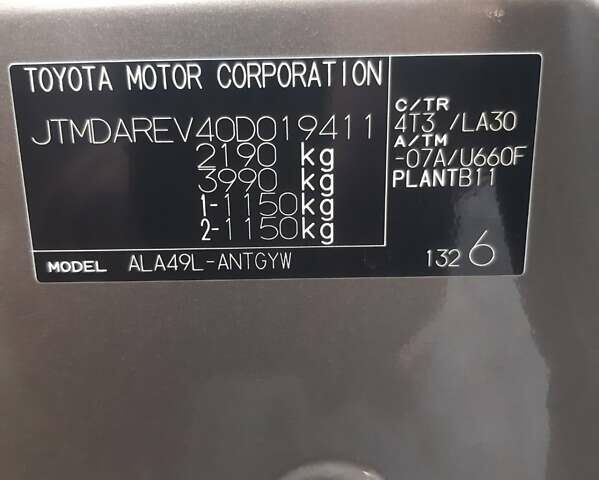 TOYOTA MOTOR CORPORATION
JTMDAREV40D019411
2190 kg
3990 kg
1-1150kg
2-1150kg
C/TR
4T3 /LA30
A/TM
-07A/U660F
PLANTB11
MODEL ALA49L-ANTGYW
132 6